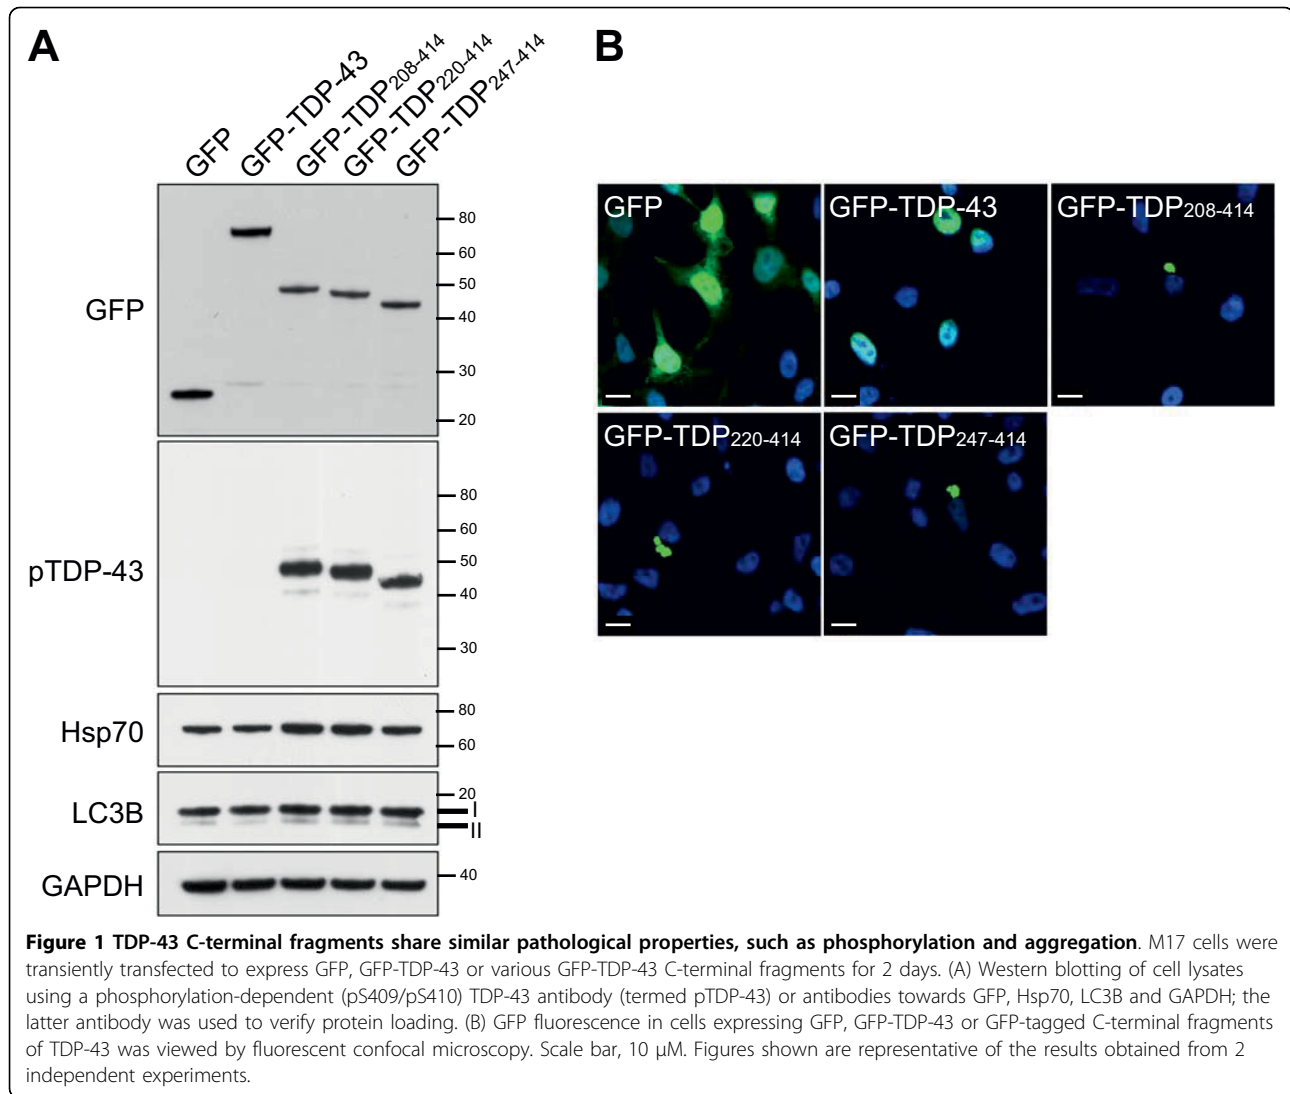 A
GFP
GFP-TDP-43
GFP-TDP208-414
GFP-TDP220-414
GFP-TDP247-414
GFP
80
60
50
40
30
20
pTDP-43
80
60
50
40
30
Hsp70
80
60
LC3B
20
I
II
GAPDH
40
B
GFP
GFP-TDP-43
GFP-TDP208-414
GFP-TDP220-414
GFP-TDP247-414
Figure 1 TDP-43 C-terminal fragments share similar pathological properties, such as phosphorylation and aggregation. M17 cells were
transiently transfected to express GFP, GFP-TDP-43 or various GFP-TDP-43 C-terminal fragments for 2 days. (A) Western blotting of cell lysates
using a phosphorylation-dependent (pS409/pS410) TDP-43 antibody (termed pTDP-43) or antibodies towards GFP, Hsp70, LC3B and GAPDH; the
latter antibody was used to verify protein loading. (B) GFP fluorescence in cells expressing GFP, GFP-TDP-43 or GFP-tagged C-terminal fragments
of TDP-43 was viewed by fluorescent confocal microscopy. Scale bar, 10 μM. Figures shown are representative of the results obtained from 2
independent experiments.